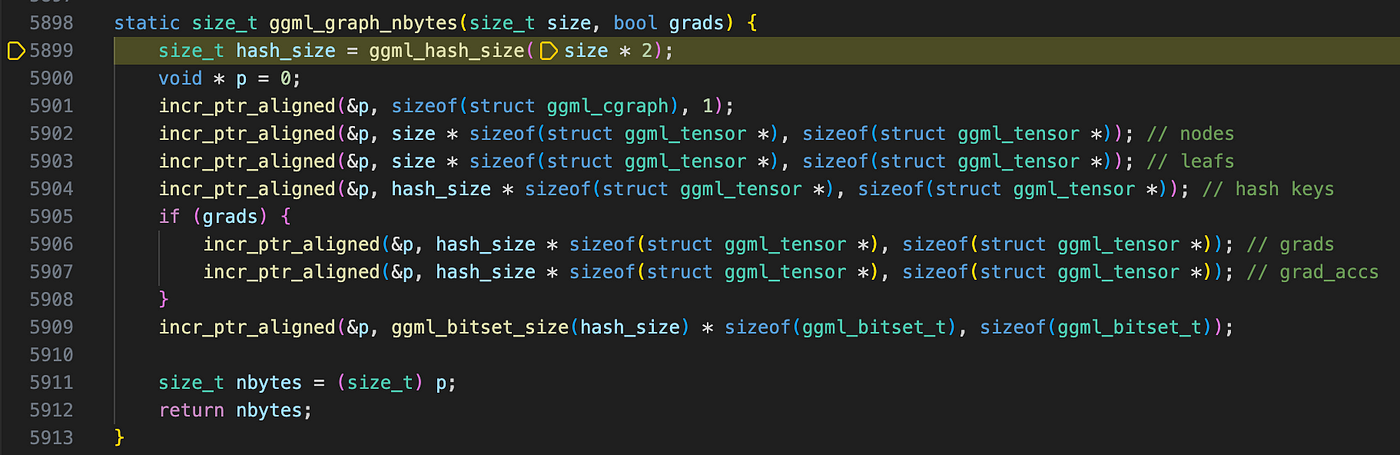 5898 static size_t ggml_graph_nbytes(size_t size, bool grads) {
5899     size_t hash_size = ggml_hash_size(size * 2);
5900     void * p = 0;
5901     incr_ptr_aligned(&p, sizeof(struct ggml_cgraph), 1);
5902     incr_ptr_aligned(&p, size * sizeof(struct ggml_tensor *), sizeof(struct ggml_tensor *)); // nodes
5903     incr_ptr_aligned(&p, size * sizeof(struct ggml_tensor *), sizeof(struct ggml_tensor *)); // leafs
5904     incr_ptr_aligned(&p, hash_size * sizeof(struct ggml_tensor *), sizeof(struct ggml_tensor *)); // hash keys
5905     if (grads) {
5906         incr_ptr_aligned(&p, hash_size * sizeof(struct ggml_tensor *), sizeof(struct ggml_tensor *)); // grads
5907         incr_ptr_aligned(&p, hash_size * sizeof(struct ggml_tensor *), sizeof(struct ggml_tensor *)); // grad_accs
5908     }
5909     incr_ptr_aligned(&p, ggml_bitset_size(hash_size) * sizeof(ggml_bitset_t), sizeof(ggml_bitset_t));
5910
5911     size_t nbytes = (size_t) p;
5912     return nbytes;
5913 }